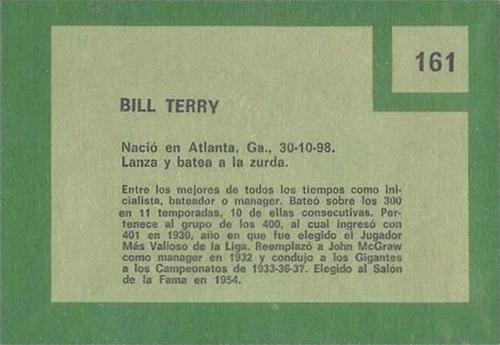 161
BILL TERRY
Nació en Atlanta, Ga., 30-10-98.
Lanza y batea a la zurda.
Entre los mejores de todos los tiempos como ini-
cialista, bateador o manager. Bateó sobre los 300
en 11 temporadas, 10 de ellas consecutivas. Per-
tenece al grupo de los 400, al cual ingresó con
401 en 1930, año en que fue elegido el Jugador
Más Valioso de la Liga. Reemplazó a John McGraw
como manager en 1932 y condujo a los Gigantes
a los Campeonatos de 1933-36-37. Elegido al Salón
de la Fama en 1954.